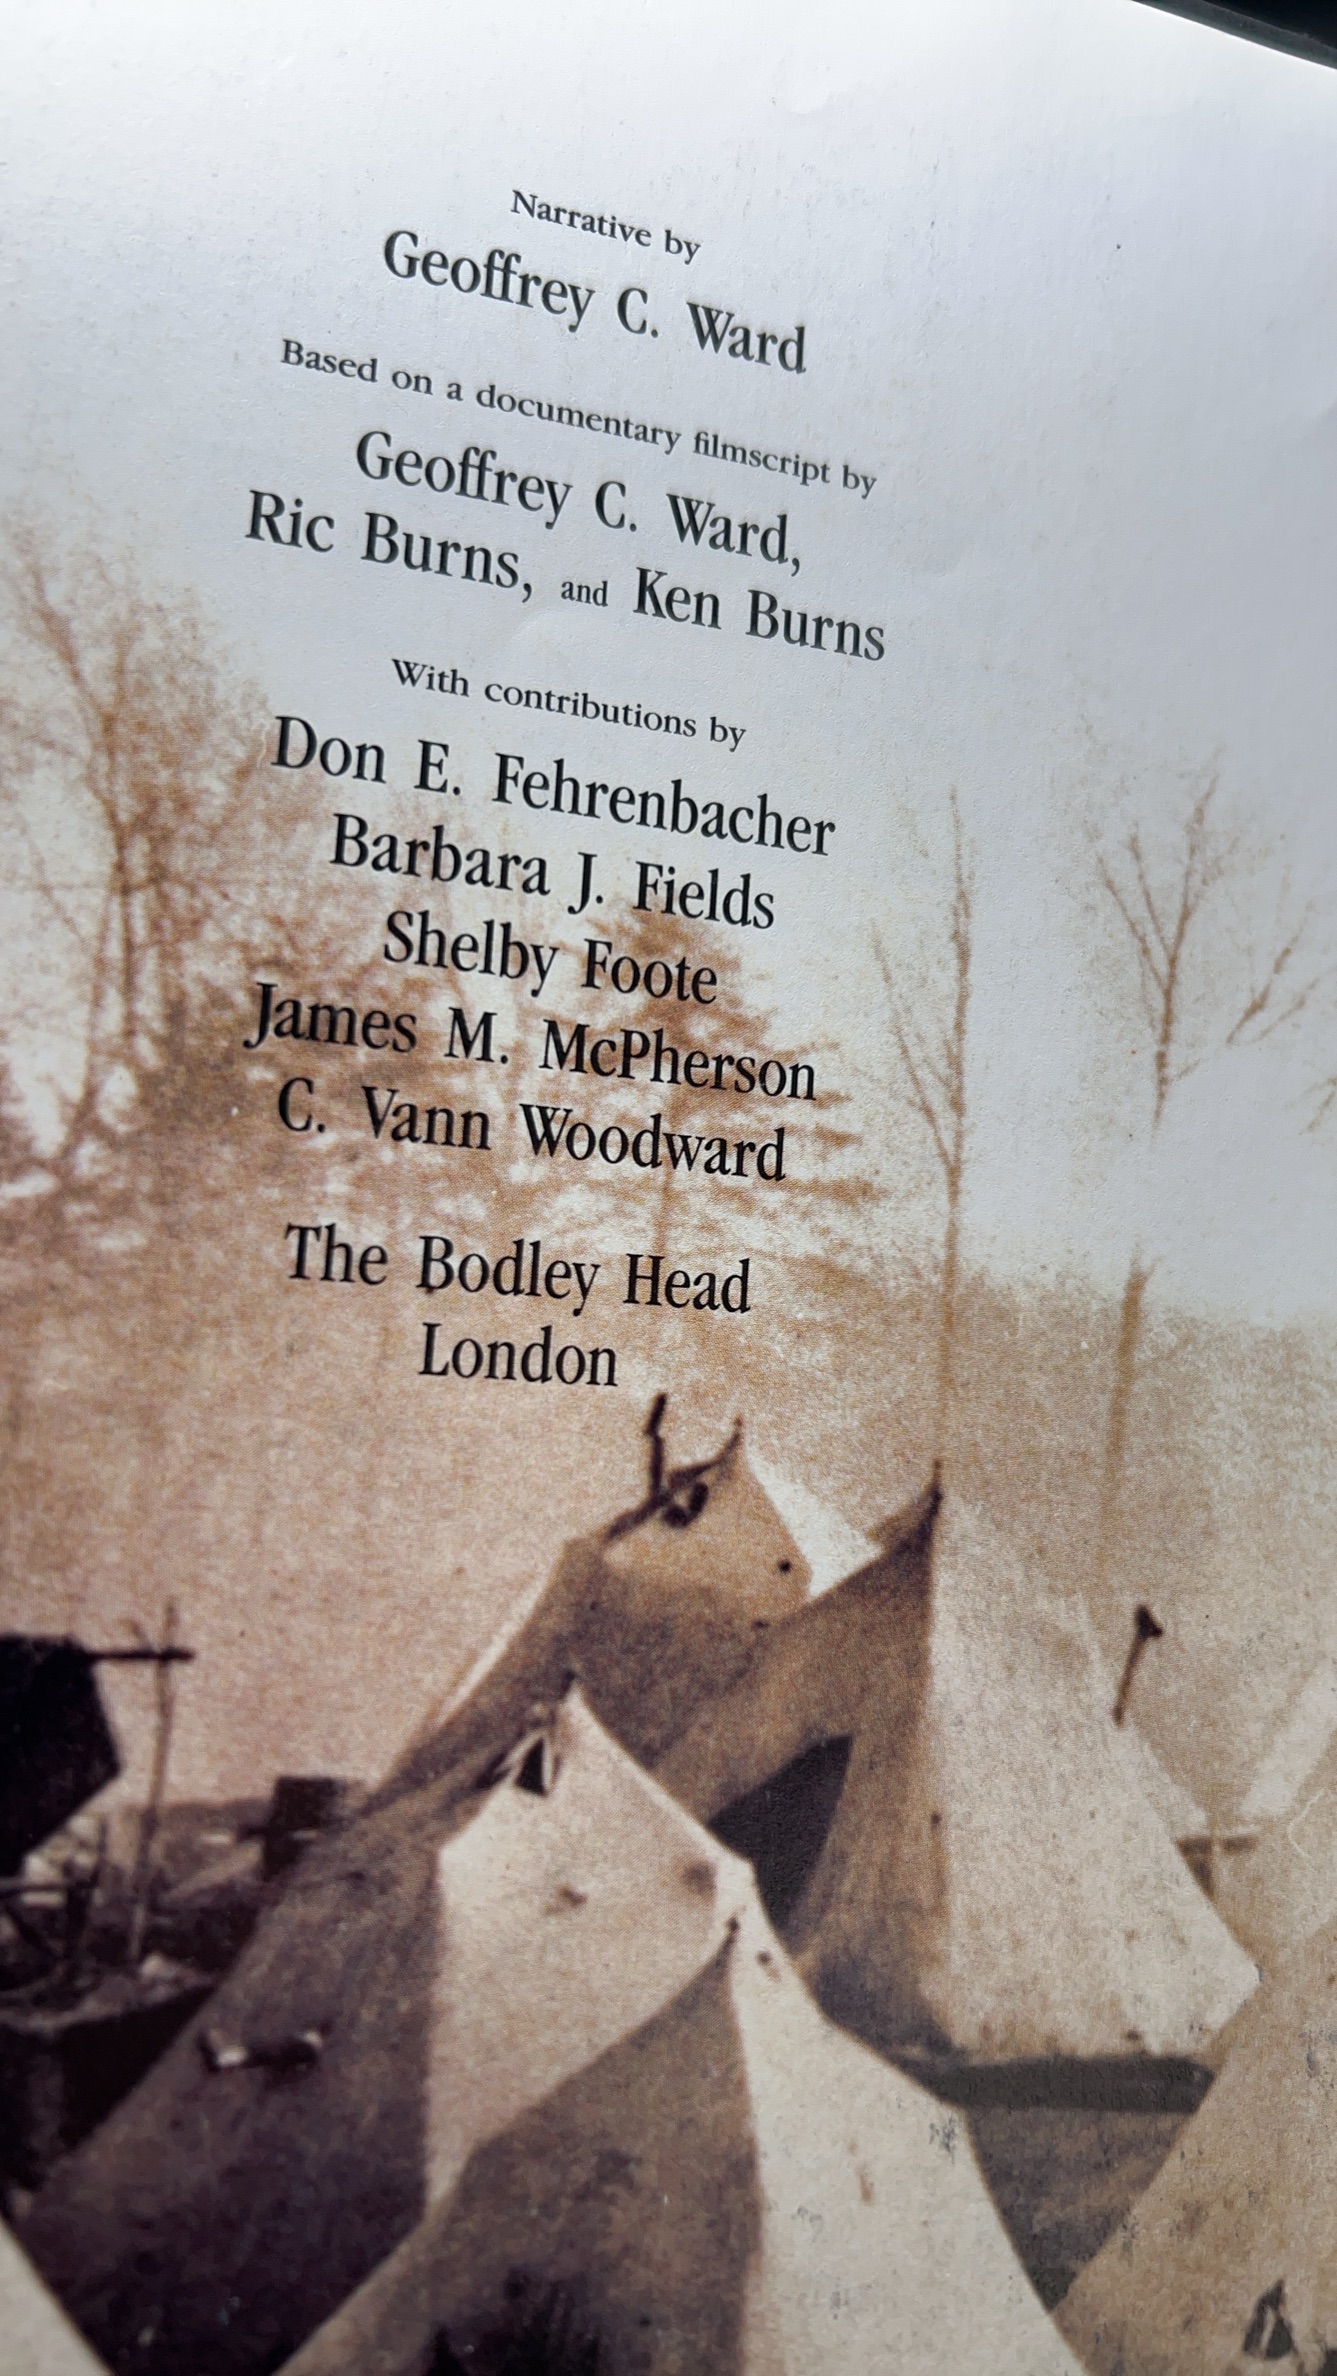 Narrative by
Geoffrey C. Ward
Based on a documentary filmscript by
Geoffrey C. Ward,
Ric Burns, and Ken Burns
With contributions by
Don E. Fehrenbacher
Barbara J. Fields
Shelby Foote
James M. McPherson
C. Vann Woodward
The Bodley Head
London